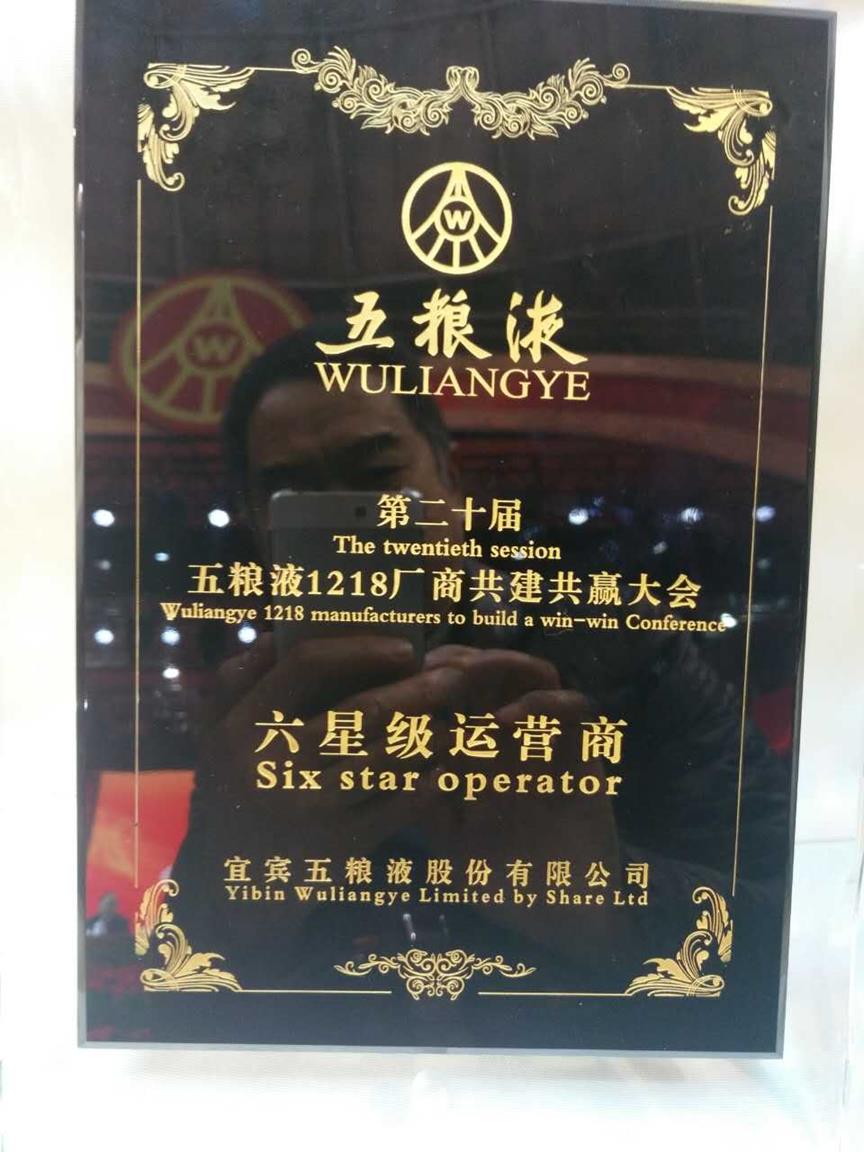 W
五粮液
WULIANGYE
W
第二十届
The twentieth session
五粮液1218厂商共建共赢大会
Wuliangye 1218 manufacturers to build a win-win Conference
六星级运营商
Six star operator
宜宾五粮液股份有限公司
Yibin Wuliangye Limited by Share Ltd